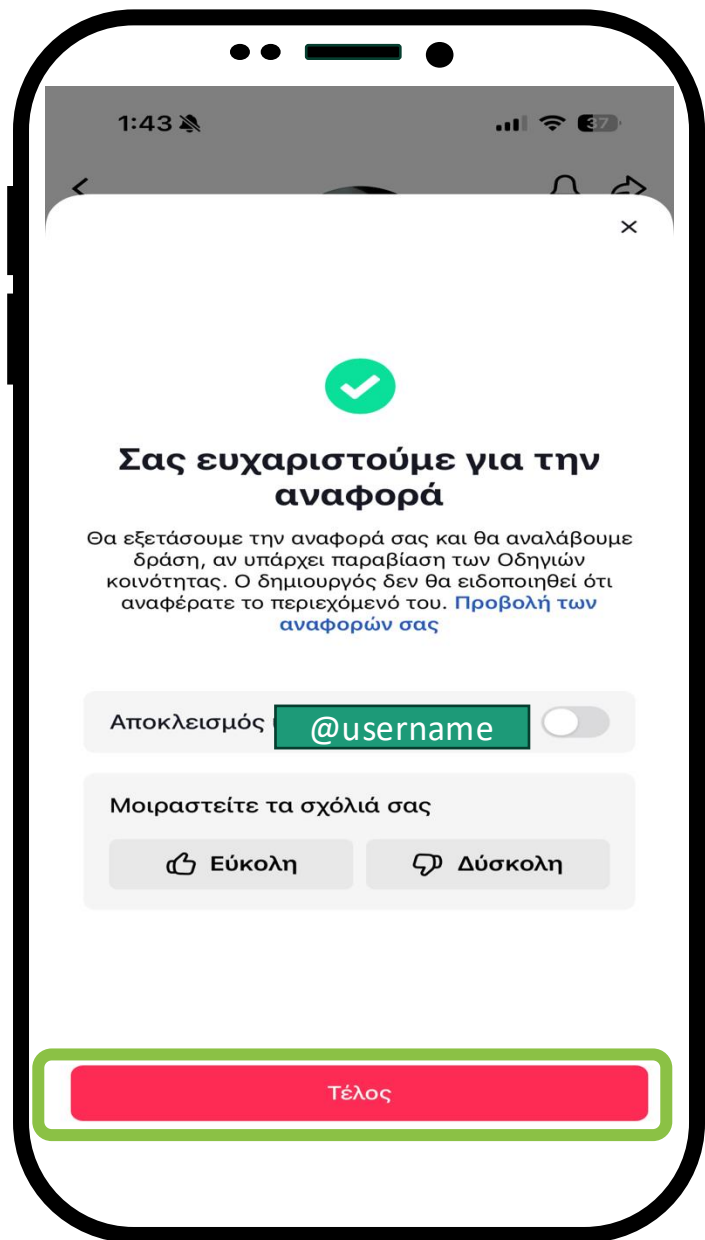 1:43
37
Σας ευχαριστούμε για την
αναφορά
Θα εξετάσουμε την αναφορά σας και θα αναλάβουμε
δράση, αν υπάρχει παραβίαση των Οδηγιών
κοινότητας. Ο δημιουργός δεν θα ειδοποιηθεί ότι
αναφέρατε το περιεχόμενό του. Προβολή των
αναφορών σας
Αποκλεισμός @username
Μοιραστείτε τα σχόλιά σας
Εύκολη Δύσκολη
Τέλος